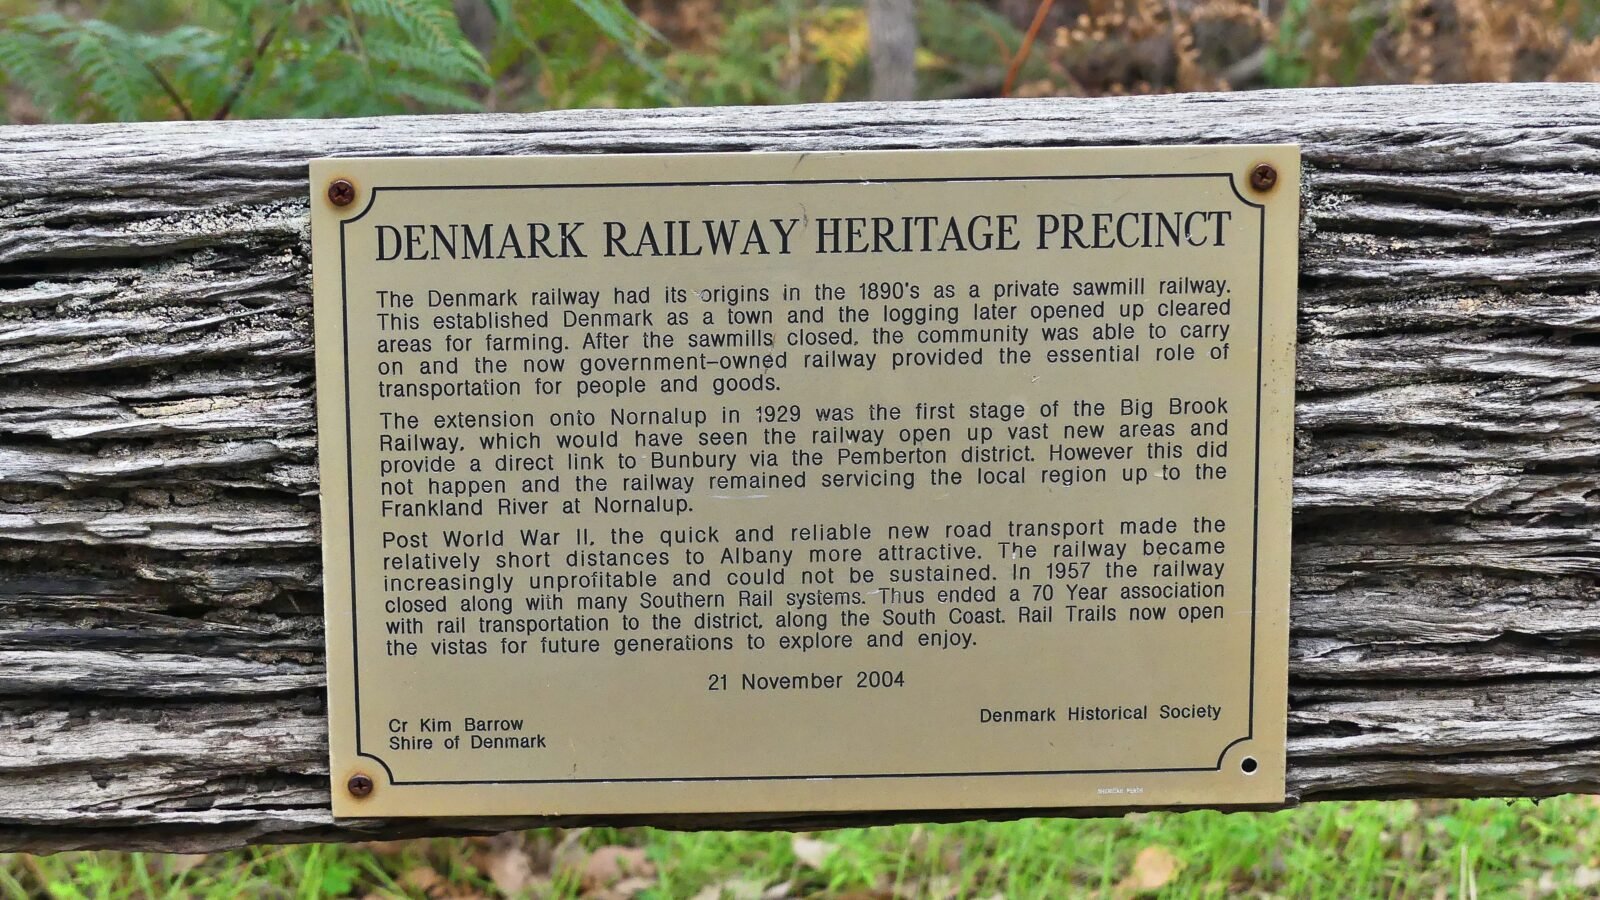 DENMARK RAILWAY HERITAGE PRECINCT
The Denmark railway had its origins in the 1890's as a private sawmill railway.
This established Denmark as a town and the logging later opened up cleared
areas for farming. After the sawmills closed, the community was able to carry
on and the now government-owned railway provided the essential role of
transportation for people and goods.
The extension onto Nornalup in 1929 was the first stage of the Big Brook
Railway, which would have seen the railway open up vast new areas and
provide a direct link to Bunbury via the Pemberton district. However this did
not happen and the railway remained servicing the local region up to the
Frankland River at Nornalup.
Post World War II, the quick and reliable new road transport made the
relatively short distances to Albany more attractive. The railway became
increasingly unprofitable and could not be sustained. In 1957 the railway
closed along with many Southern Rail systems. Thus ended a 70 Year association
with rail transportation to the district, along the South Coast. Rail Trails now open
the vistas for future generations to explore and enjoy.
21 November 2004
Cr Kim Barrow
Shire of Denmark
Denmark Historical Society